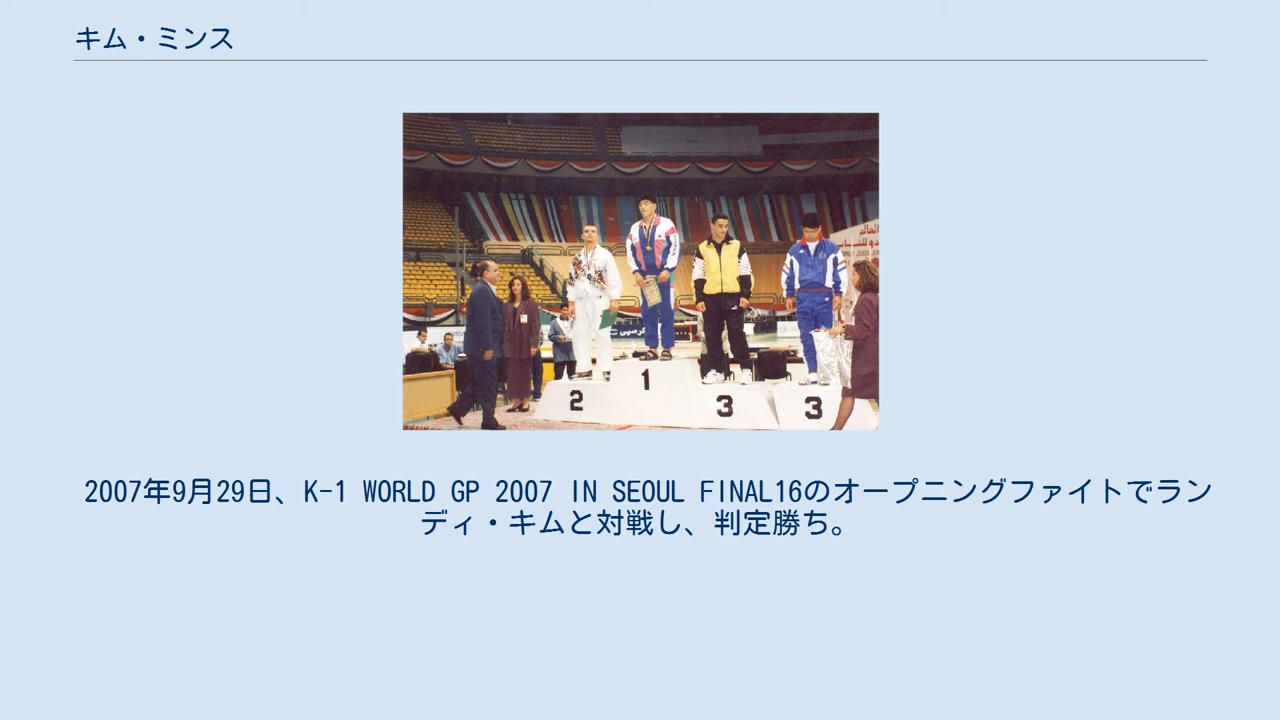 キム・ミンス
العالم
2
1
3
3
2007年9月29日、K-1 WORLD GP 2007 IN SEOUL FINAL16のオープニングファイトでラン
ディ・キムと対戦し、判定勝ち。